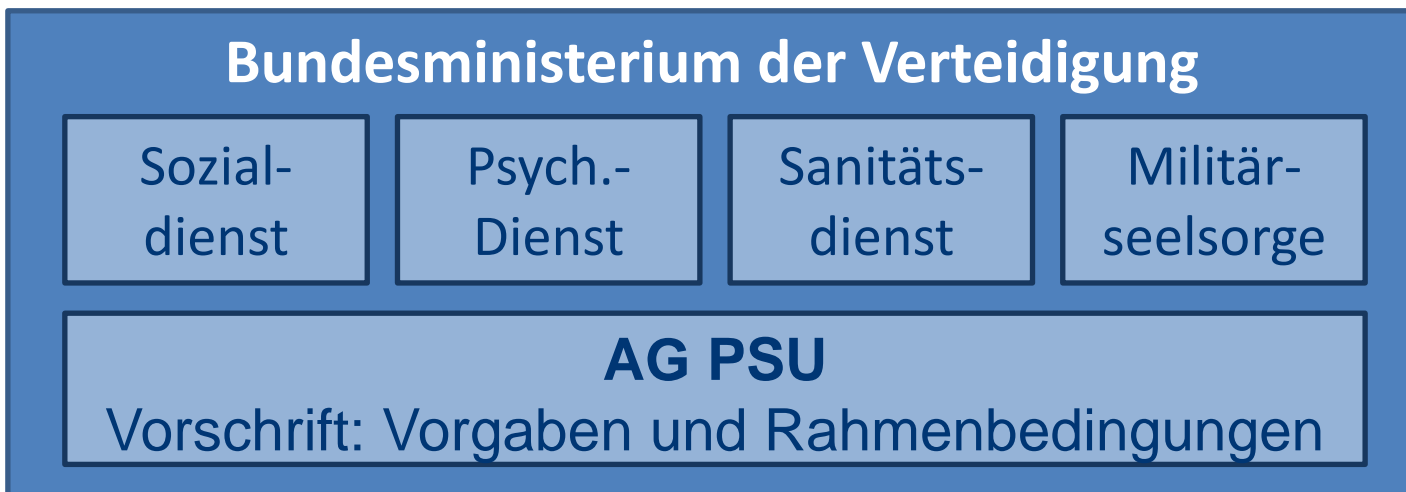 Bundesministerium der Verteidigung
Sozial-
dienst
Psych.-
Dienst
Sanitäts-
dienst
Militär-
seelsorge
AG PSU
Vorschrift: Vorgaben und Rahmenbedingungen